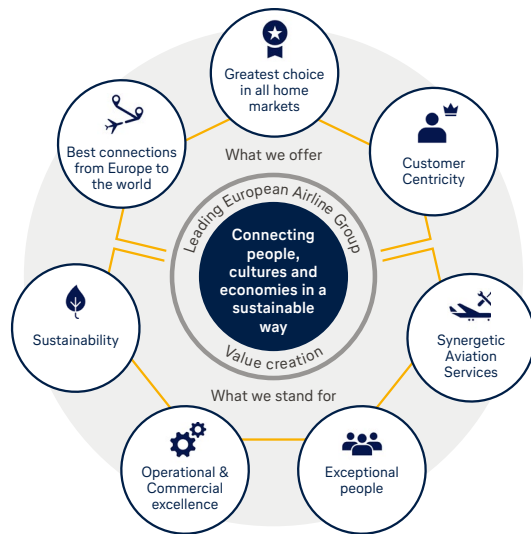 Greatest choice
in all home
markets
Best connections
from Europe to
the world
Customer
Centricity
What we offer
Leading European Airline Group
Connecting
people,
cultures and
economies in a
sustainable
way
Value creation
What we stand for
Sustainability
Synergetic
Aviation
Services
Operational &
Commercial
excellence
Exceptional
people